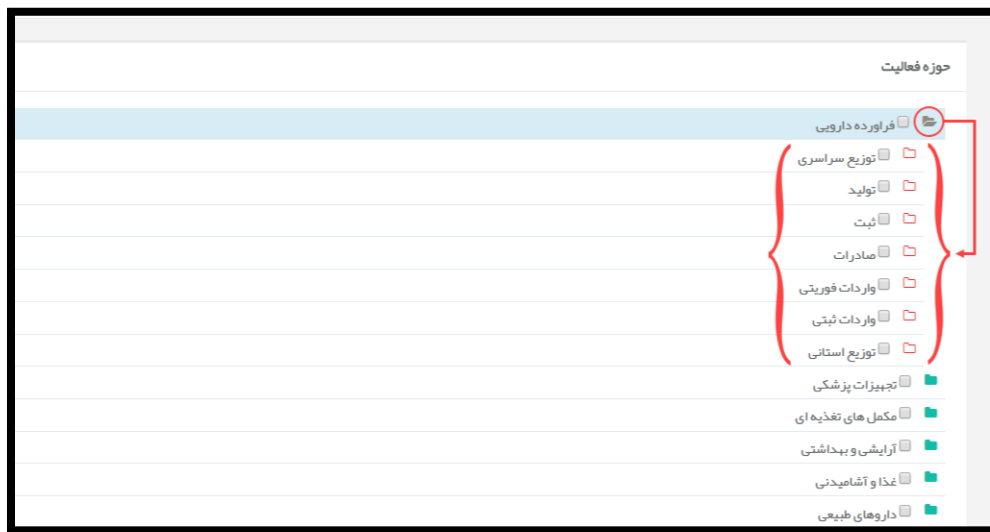 حوزه فعالیت
فراورده دارویی
توزیع سراسری
تولید
ثبت
صادرات
واردات فوریتی
واردات ثبتی
توزیع استانی
تجهیزات پزشکی
مکمل های تغذیه ای
آرایشی و بهداشتی
غذا و آشامیدنی
داروهای طبیعی